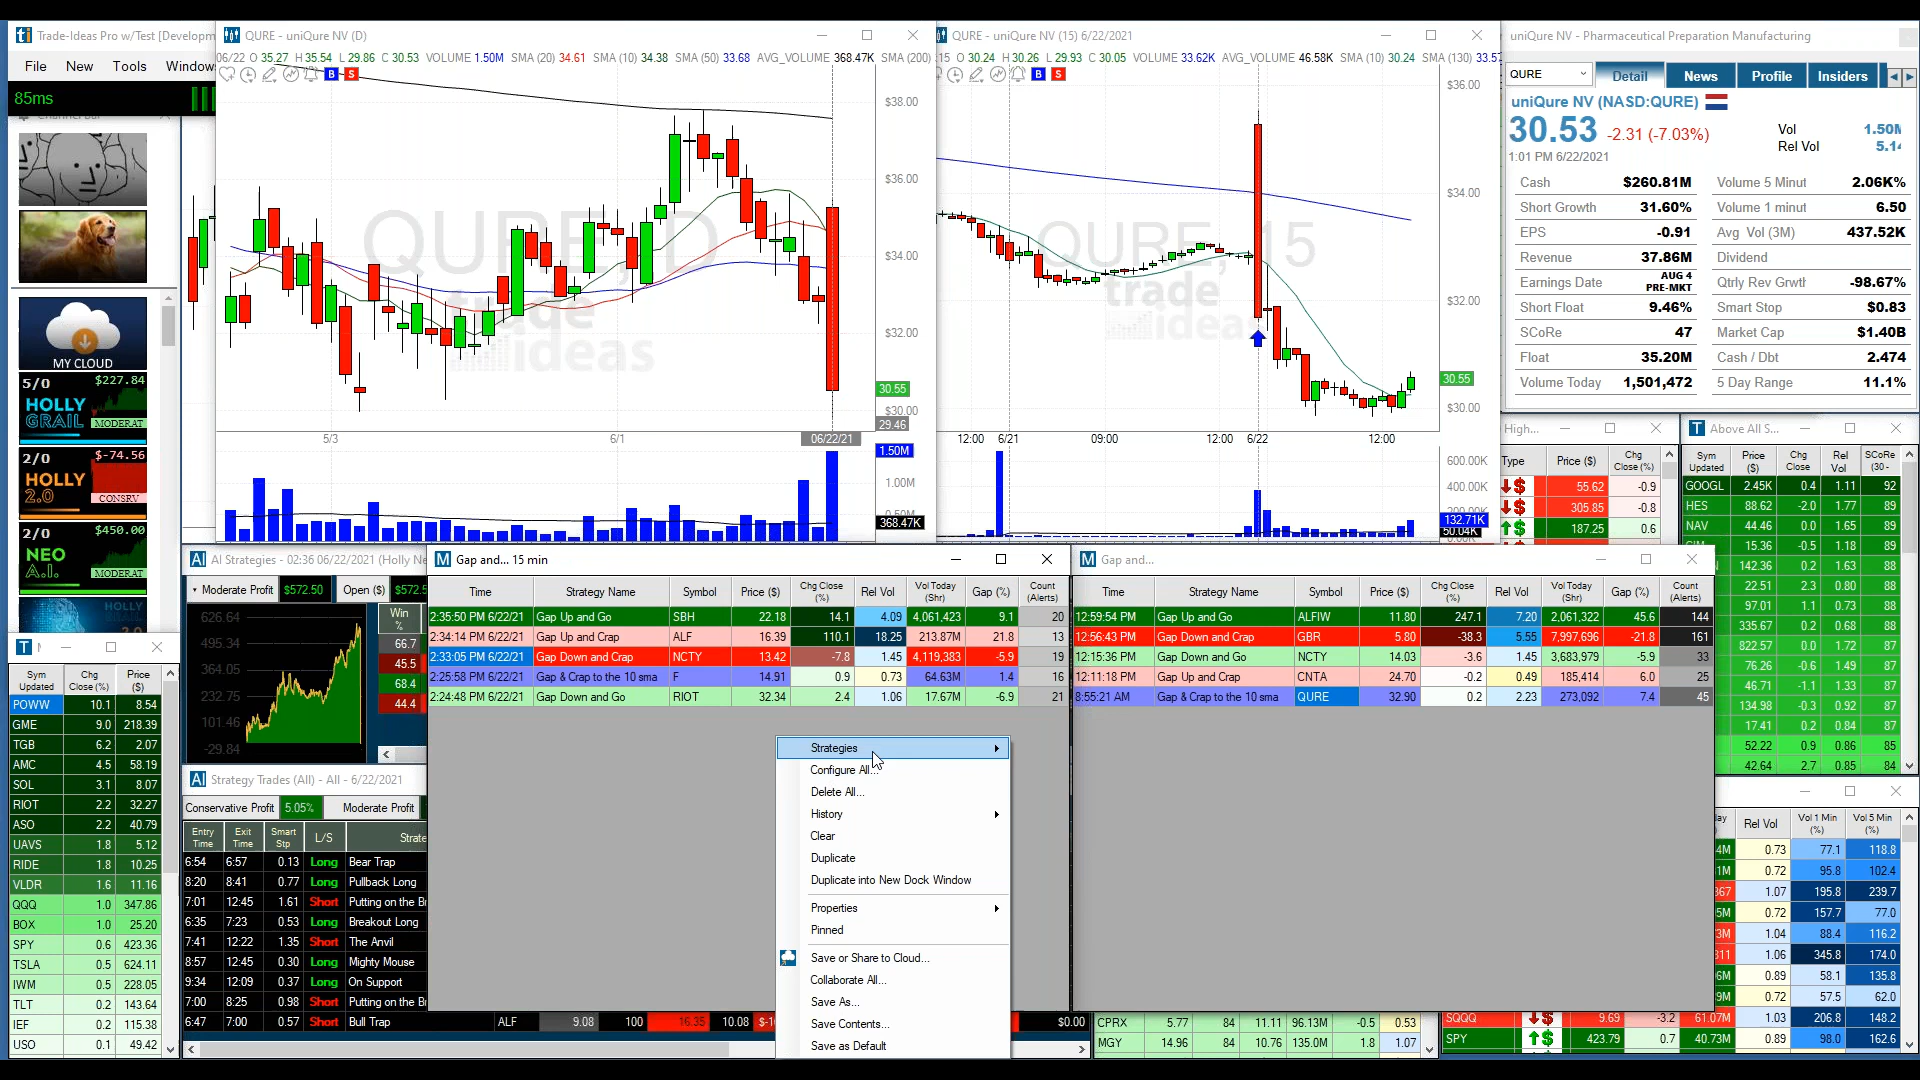 Trade-Ideas Pro w/Test [Developm
File New Tools Window
85ms
MY CLOUD
5/0 $227.84
HOLLY
GRAIL MODERAT
2/0 $-74.56
HOLLY
2.0 CONSRV
2/0 $450.00
NEO
A.I. MODERAT
HOLLY
QURE - uniQure NV (D)
06/22 O 35.27 H 35.54 L 29.86 C 30.53 VOLUME 1.50M SMA (20) 34.61 SMA (10) 34.38 SMA (50) 33.68 AVG_VOLUME 368.47K SMA (200)
B S
QURE, D
trade
ideas
$38.00
$36.00
$34.00
$32.00
30.55
$30.00
29.46
5/3 6/1 06/22/21
1.50M
1.00M
0.50M
368.47K
QURE - uniQure NV (15) 6/22/2021
15 O 30.24 H 30.26 L 29.93 C 30.05 VOLUME 33.62K AVG_VOLUME 46.58K SMA (10) 30.24 SMA (130) 33.5
B S
QURE, 15
trade
ideas
$36.00
$34.00
$32.00
30.55
$30.00
12:00 6/21 09:00 12:00 6/22 12:00
600.00K
400.00K
200.00K
132.71K
50.04K
uniQure NV - Pharmaceutical Preparation Manufacturing
QURE Detail News Profile Insiders
uniQure NV (NASD:QURE)
30.53 -2.31 (-7.03%)
Vol 1.50M
Rel Vol 5.14
1:01 PM 6/22/2021
Cash $260.81M Volume 5 Minut 2.06K%
Short Growth 31.60% Volume 1 minut 6.50
EPS -0.91 Avg Vol (3M) 437.52K
Revenue 37.86M Dividend
Earnings Date AUG 4 PRE-MKT Qtrly Rev Grwtl -98.67%
Short Float 9.46% Smart Stop $0.83
SCoRe 47 Market Cap $1.40B
Float 35.20M Cash / Dbt 2.474
Volume Today 1,501,472 5 Day Range 11.1%
High...
Type Price ($) Chg Close (%)
55.62 -0.9
305.85 -0.8
187.25 0.6
Above All S...
Sym Updated Price ($) Chg Close Rel Vol SCoRe (30 -
GOOGL 2.45K 0.4 1.11 92
HES 88.62 -2.0 1.77 89
NAV 44.46 0.0 1.65 89
15.36 -0.5 1.18 89
142.36 0.2 1.63 88
22.51 2.3 0.80 88
97.01 1.1 0.73 88
335.67 0.2 0.68 88
822.57 0.0 1.72 87
76.26 -0.6 1.49 87
46.71 -1.1 1.33 87
134.98 -0.3 0.92 87
17.41 0.2 0.84 87
52.22 0.9 0.86 85
42.64 2.7 0.85 84
AI Strategies - 02:36 06/22/2021 (Holly Ne
Moderate Profit $572.50 Open ($) $572.5
626.64
495.34
364.05
232.75
101.46
-29.84
Win %
66.7
45.5
68.4
44.4
Gap and... 15 min
Time Strategy Name Symbol Price ($) Chg Close (%) Rel Vol Vol Today (Shr) Gap (%) Count (Alerts)
2:35:50 PM 6/22/21 Gap Up and Go SBH 22.18 14.1 4.09 4,061,423 9.1 20
2:34:14 PM 6/22/21 Gap Up and Crap ALF 16.39 110.1 18.25 213.87M 21.8 13
2:33:05 PM 6/22/21 Gap Down and Crap NCTY 13.42 -7.8 1.45 4,119,383 -5.9 19
2:25:58 PM 6/22/21 Gap & Crap to the 10 sma F 14.91 0.9 0.73 64.63M 1.4 16
2:24:48 PM 6/22/21 Gap Down and Go RIOT 32.34 2.4 1.06 17.67M -6.9 21
Gap and...
Time Strategy Name Symbol Price ($) Chg Close (%) Rel Vol Vol Today (Shr) Gap (%) Count (Alerts)
12:59:54 PM Gap Up and Go ALFIW 11.80 247.1 7.20 2,061,322 45.6 144
12:56:43 PM Gap Down and Crap GBR 5.80 -38.3 5.55 7,997,696 -21.8 161
12:15:36 PM Gap Down and Go NCTY 14.03 -3.6 1.45 3,683,979 -5.9 33
12:11:18 PM Gap Up and Crap CNTA 24.70 -0.2 0.49 185,414 6.0 25
8:55:21 AM Gap & Crap to the 10 sma QURE 32.90 0.2 2.23 273,092 7.4 45
Strategies
Configure All...
Delete All...
History
Clear
Duplicate
Duplicate into New Dock Window
Properties
Pinned
Save or Share to Cloud...
Collaborate All...
Save As...
Save Contents...
Save as Default
Sym Updated Chg Close (%) Price ($)
POWW 10.1 8.54
GME 9.0 218.39
TGB 6.2 2.07
AMC 4.5 58.19
SOL 3.1 8.07
RIOT 2.2 32.27
ASO 2.2 40.79
UAVS 1.8 5.12
RIDE 1.8 10.25
VLDR 1.6 11.16
QQQ 1.0 347.86
BOX 1.0 25.20
SPY 0.6 423.36
TSLA 0.5 624.11
IWM 0.5 228.05
TLT 0.2 143.64
IEF 0.2 115.38
USO 0.1 49.42
Strategy Trades (All) - All - 6/22/2021
Conservative Profit 5.05% Moderate Profit
Entry Time Exit Time Smart Stp L/S Strate
6:54 6:57 0.13 Long Bear Trap
8:20 8:41 0.77 Long Pullback Long
7:01 12:45 1.61 Short Putting on the B
6:35 7:23 0.53 Long Breakout Long
7:41 12:22 1.35 Short The Anvil
8:57 12:45 0.30 Long Mighty Mouse
9:34 12:09 0.37 Long On Support
7:00 8:25 0.98 Short Putting on the B
6:47 7:00 0.57 Short Bull Trap ALF 9.08 100 16.35 10.08 $-1 $0.00
CPRX 5.77 84 11.11 96.13M -0.5 0.53
MGY 14.96 84 10.76 135.0M 1.8 1.07
SQQQ 9.69 -3.2 61.07M 1.03 206.8 148.2
SPY 423.79 0.7 40.73M 0.89 98.0 162.6
Rel Vol Vol 1 Min (%) Vol 5 Min (%)
0.73 77.1 118.8
0.72 95.8 102.4
1.07 195.8 239.7
0.72 157.7 77.0
1.04 88.4 116.2
1.06 345.8 174.0
0.89 58.1 135.8
0.72 57.5 62.0